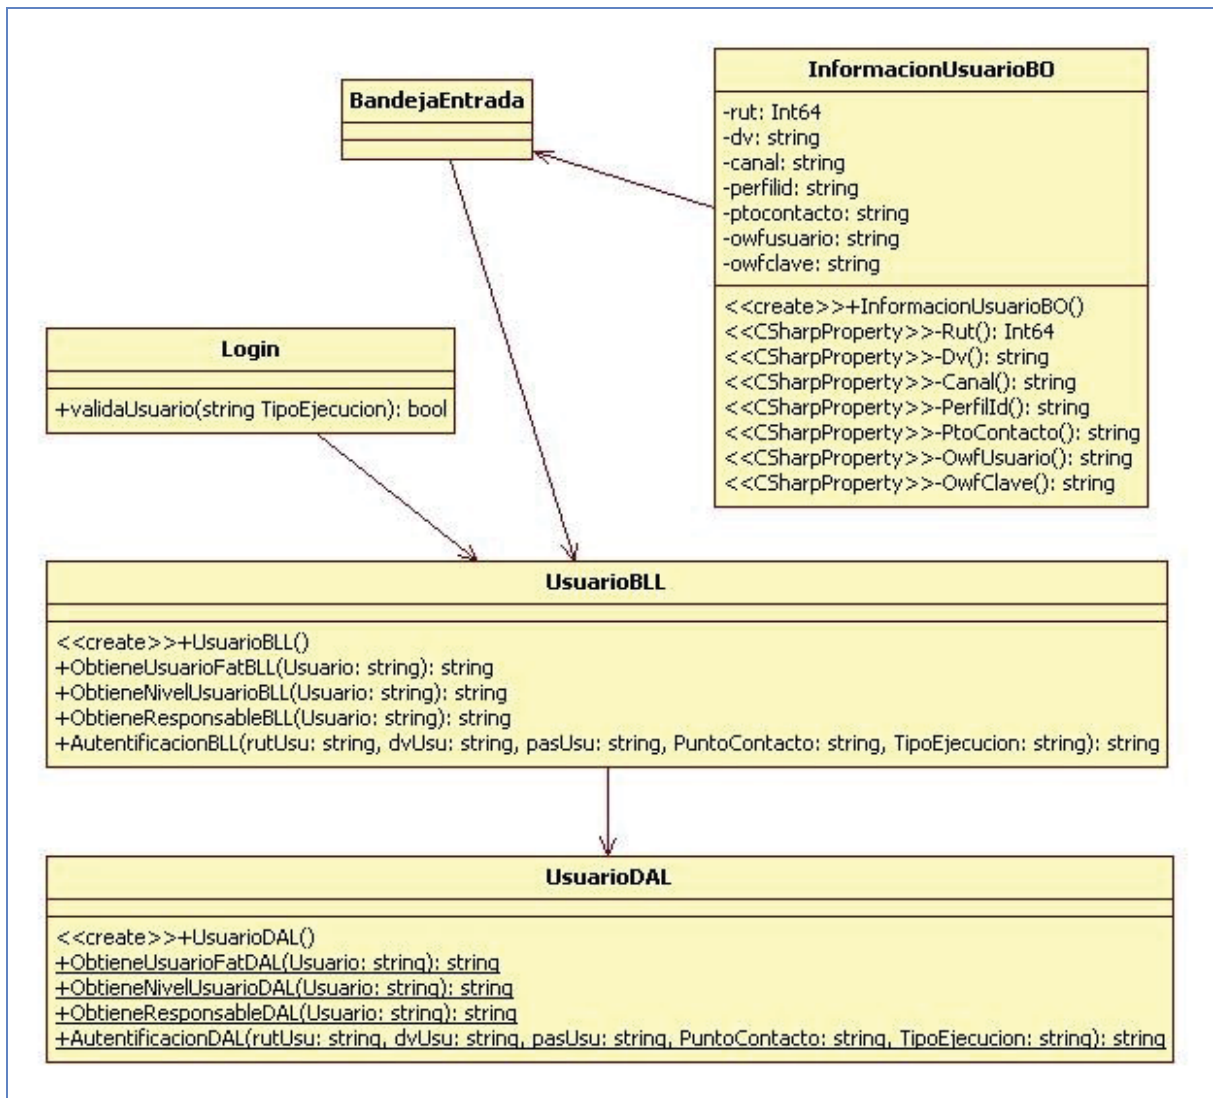 BandejaEntrada
InformacionUsuarioBO
-rut: Int64
-dv: string
-canal: string
-perfilid: string
-ptocontacto: string
-owfusuario: string
-owfclave: string
<<create>>+InformacionUsuarioBO()
<<CSharpProperty>>-Rut(): Int64
<<CSharpProperty>>-Dv(): string
<<CSharpProperty>>-Canal(): string
<<CSharpProperty>>-PerfilId(): string
<<CSharpProperty>>-PtoContacto(): string
<<CSharpProperty>>-OwfUsuario(): string
<<CSharpProperty>>-OwfClave(): string
Login
+validaUsuario(string TipoEjecucion): bool
UsuarioBLL
<<create>>+UsuarioBLL()
+ObtieneUsuarioFatBLL(Usuario: string): string
+ObtieneNivelUsuarioBLL(Usuario: string): string
+ObtieneResponsableBLL(Usuario: string): string
+AutentificacionBLL(rutUsu: string, dvUsu: string, pasUsu: string, PuntoContacto: string, TipoEjecucion: string): string
UsuarioDAL
<<create>>+UsuarioDAL()
+ObtieneUsuarioFatDAL(Usuario: string): string
+ObtieneNivelUsuarioDAL(Usuario: string): string
+ObtieneResponsableDAL(Usuario: string): string
+AutentificacionDAL(rutUsu: string, dvUsu: string, pasUsu: string, PuntoContacto: string, TipoEjecucion: string): string